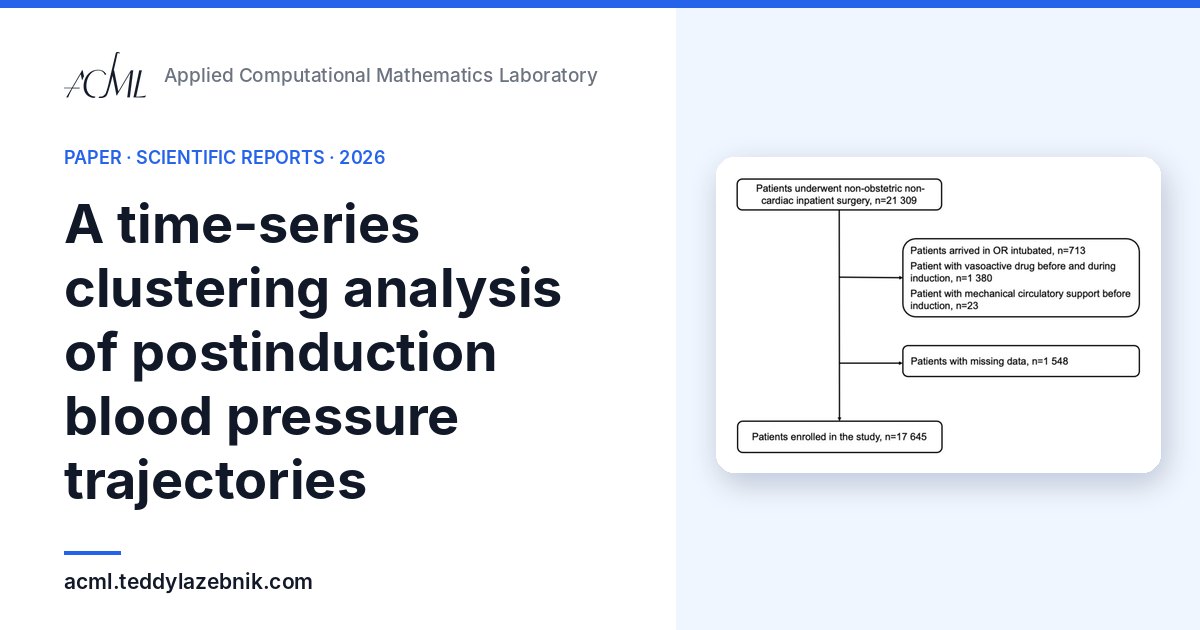 ACML
Applied Computational Mathematics Laboratory
PAPER · SCIENTIFIC REPORTS · 2026
A time-series
clustering analysis
of postinduction
blood pressure
trajectories
acml.teddylazebnik.com
Patients underwent non-obstetric non-
cardiac inpatient surgery, n=21 309
Patients arrived in OR intubated, n=713
Patient with vasoactive drug before and during
induction, n=1 380
Patient with mechanical circulatory support before
induction, n=23
Patients with missing data, n=1 548
Patients enrolled in the study, n=17 645